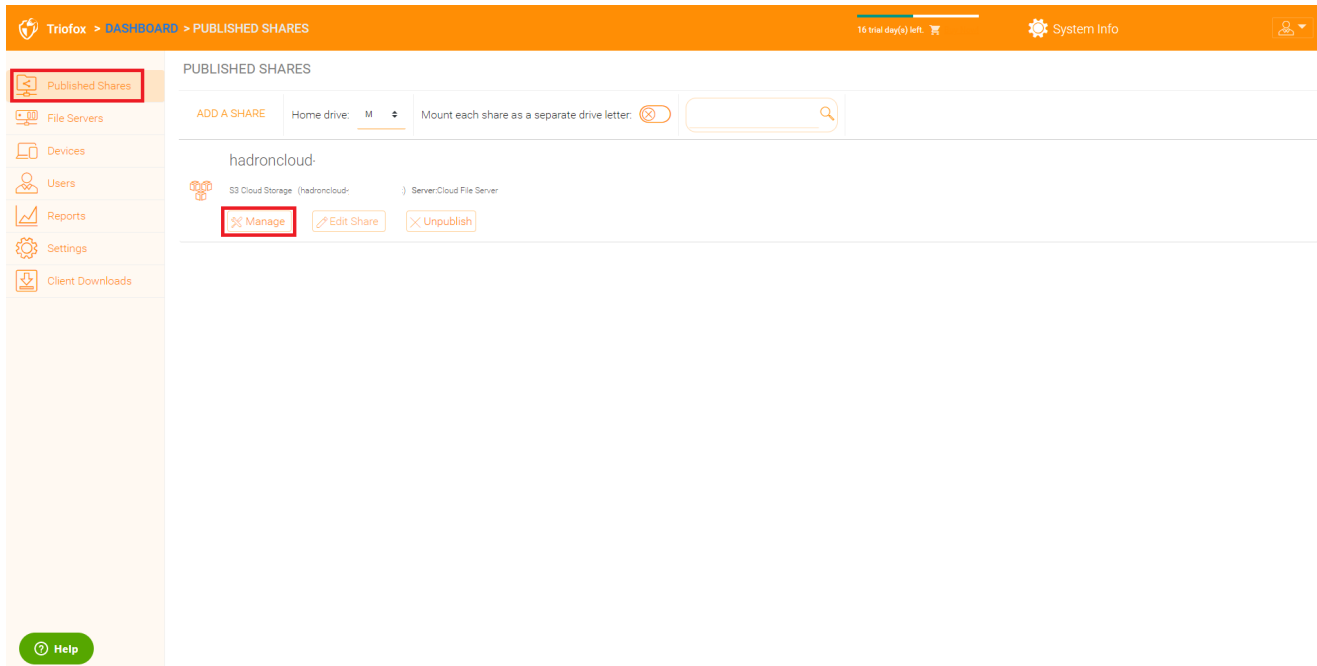 Triofox > DASHBOARD > PUBLISHED SHARES
16 trial day(s) left.
System Info
Published Shares
File Servers
Devices
Users
Reports
Settings
Client Downloads
Help
PUBLISHED SHARES
ADD A SHARE Home drive: M Mount each share as a separate drive letter:
hadroncloud-
S3 Cloud Storage (hadroncloud- :) Server:Cloud File Server
Manage Edit Share Unpublish